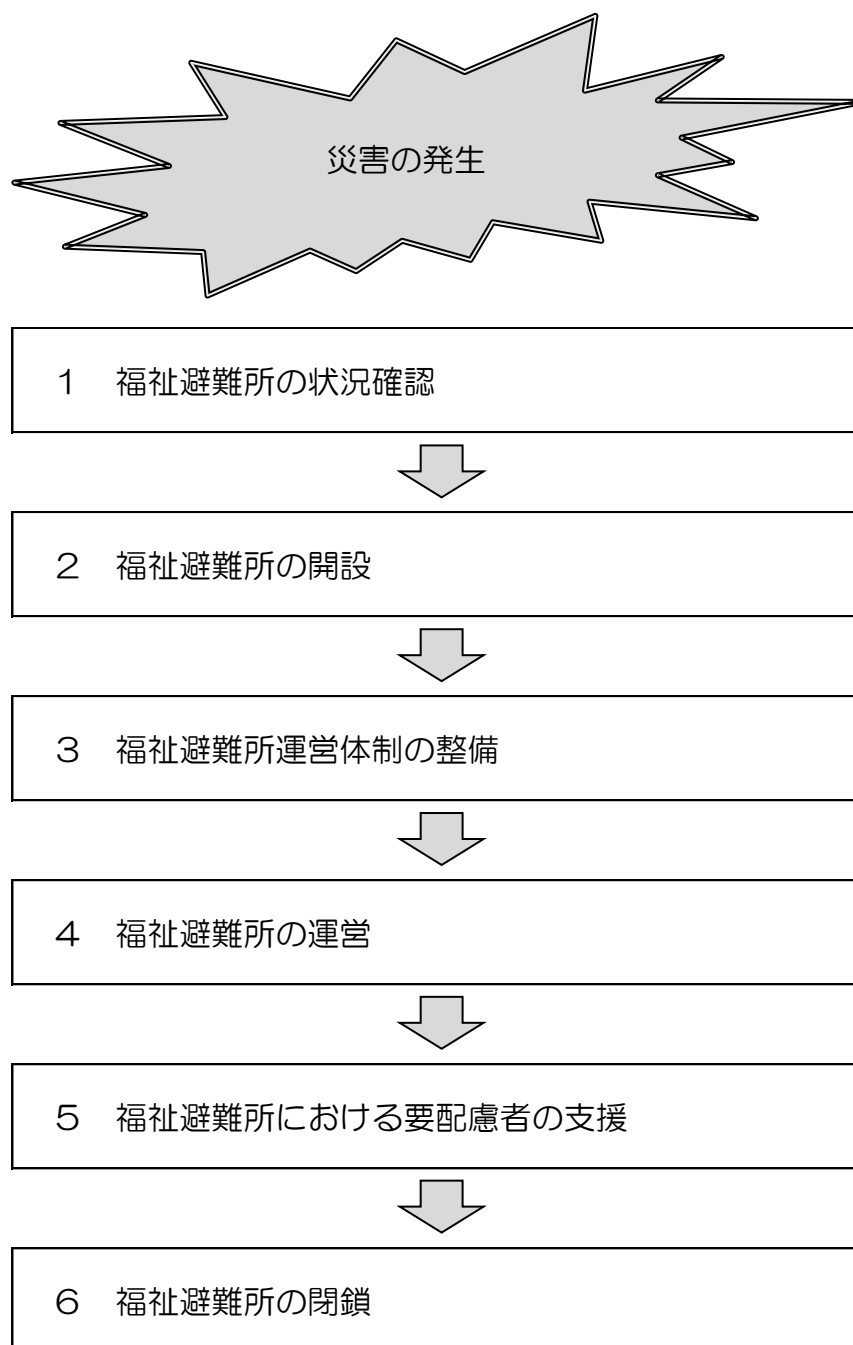 災害の発生
１　福祉避難所の状況確認
２　福祉避難所の開設
３　福祉避難所運営体制の整備
４　福祉避難所の運営
５　福祉避難所における要配慮者の支援
６　福祉避難所の閉鎖